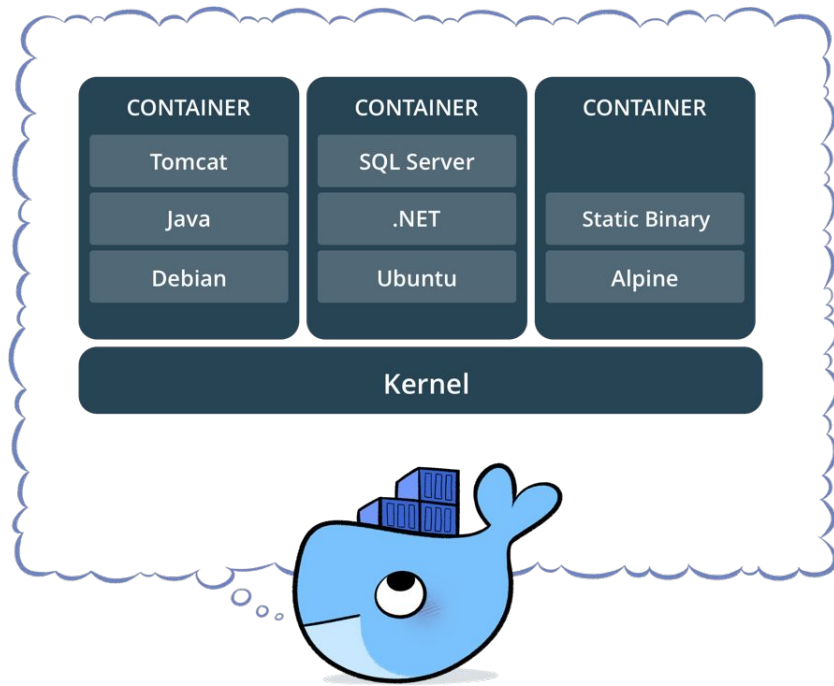 CONTAINER
Tomcat
Java
Debian
CONTAINER
SQL Server
.NET
Ubuntu
CONTAINER
Static Binary
Alpine
Kernel